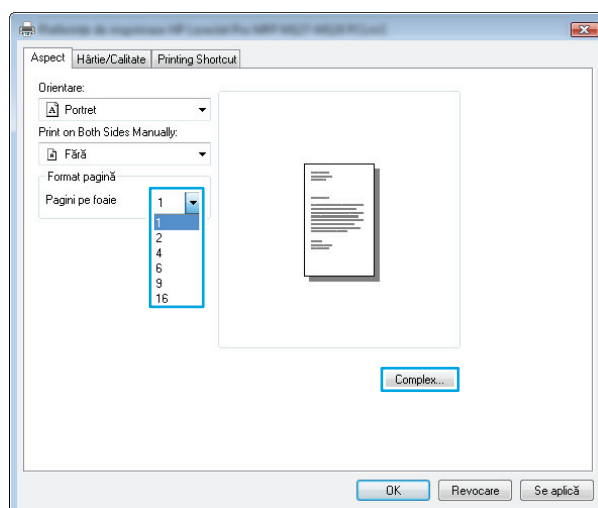 Aspect Hârtie/Calitate Printing Shortcut
Orientare:
Portret
Print on Both Sides Manually:
Fără
Format pagină
Pagini pe foaie 1
1
2
4
6
9
16
Complex...
OK Revocare Se aplică